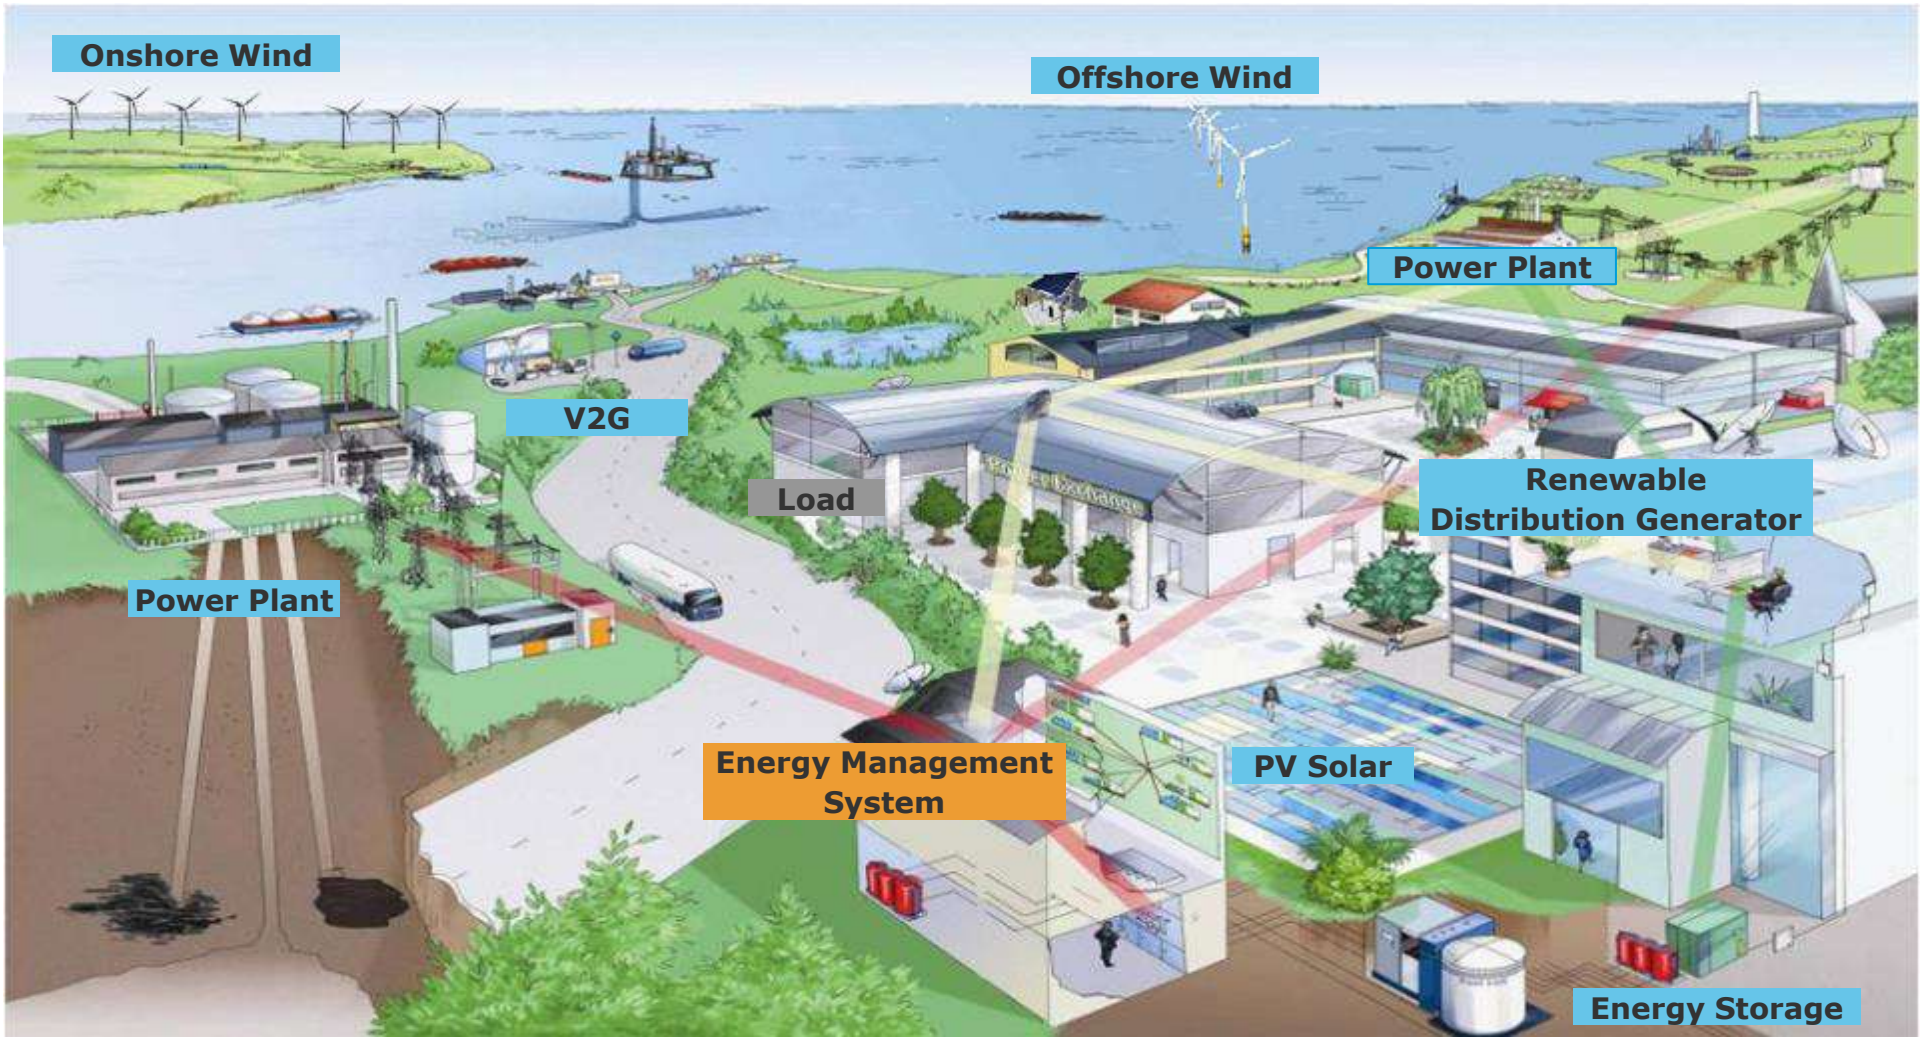 Onshore Wind
Offshore Wind
Power Plant
V2G
Load
Renewable
Distribution Generator
Power Plant
Energy Management
System
PV Solar
Energy Storage